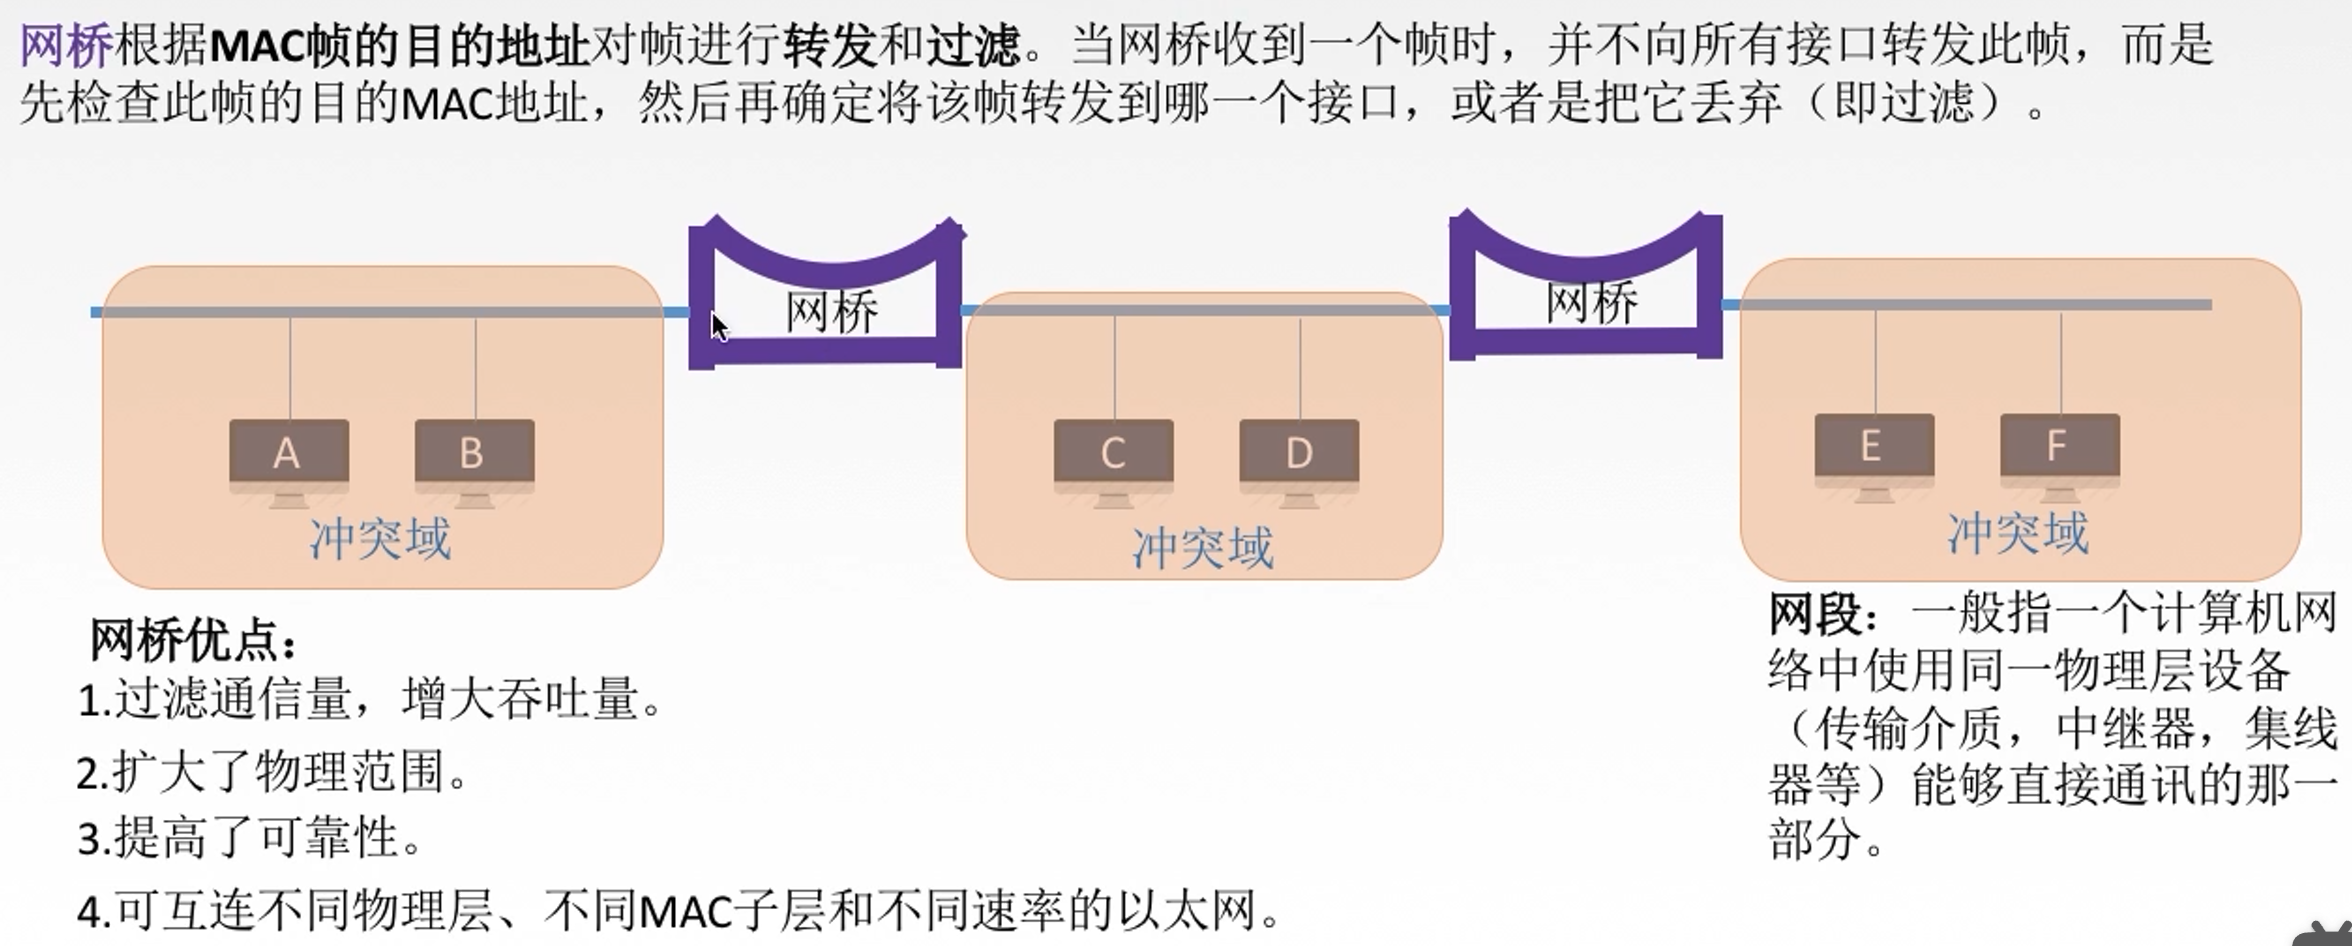 网桥根据MAC帧的目的地址对帧进行转发和过滤。当网桥收到一个帧时，并不向所有接口转发此帧，而是
先检查此帧的目的MAC地址，然后再确定将该帧转发到哪一个接口，或者是把它丢弃（即过滤）。
网桥
网桥
A
B
C
D
E
F
冲突域
冲突域
冲突域
网桥优点：
1.过滤通信量，增大吞吐量。
2.扩大了物理范围。
3.提高了可靠性。
4.可互连不同物理层、不同MAC子层和不同速率的以太网。
网段：一般指一个计算机网
络中使用同一物理层设备
（传输介质，中继器，集线
器等）能够直接通讯的那一
部分。